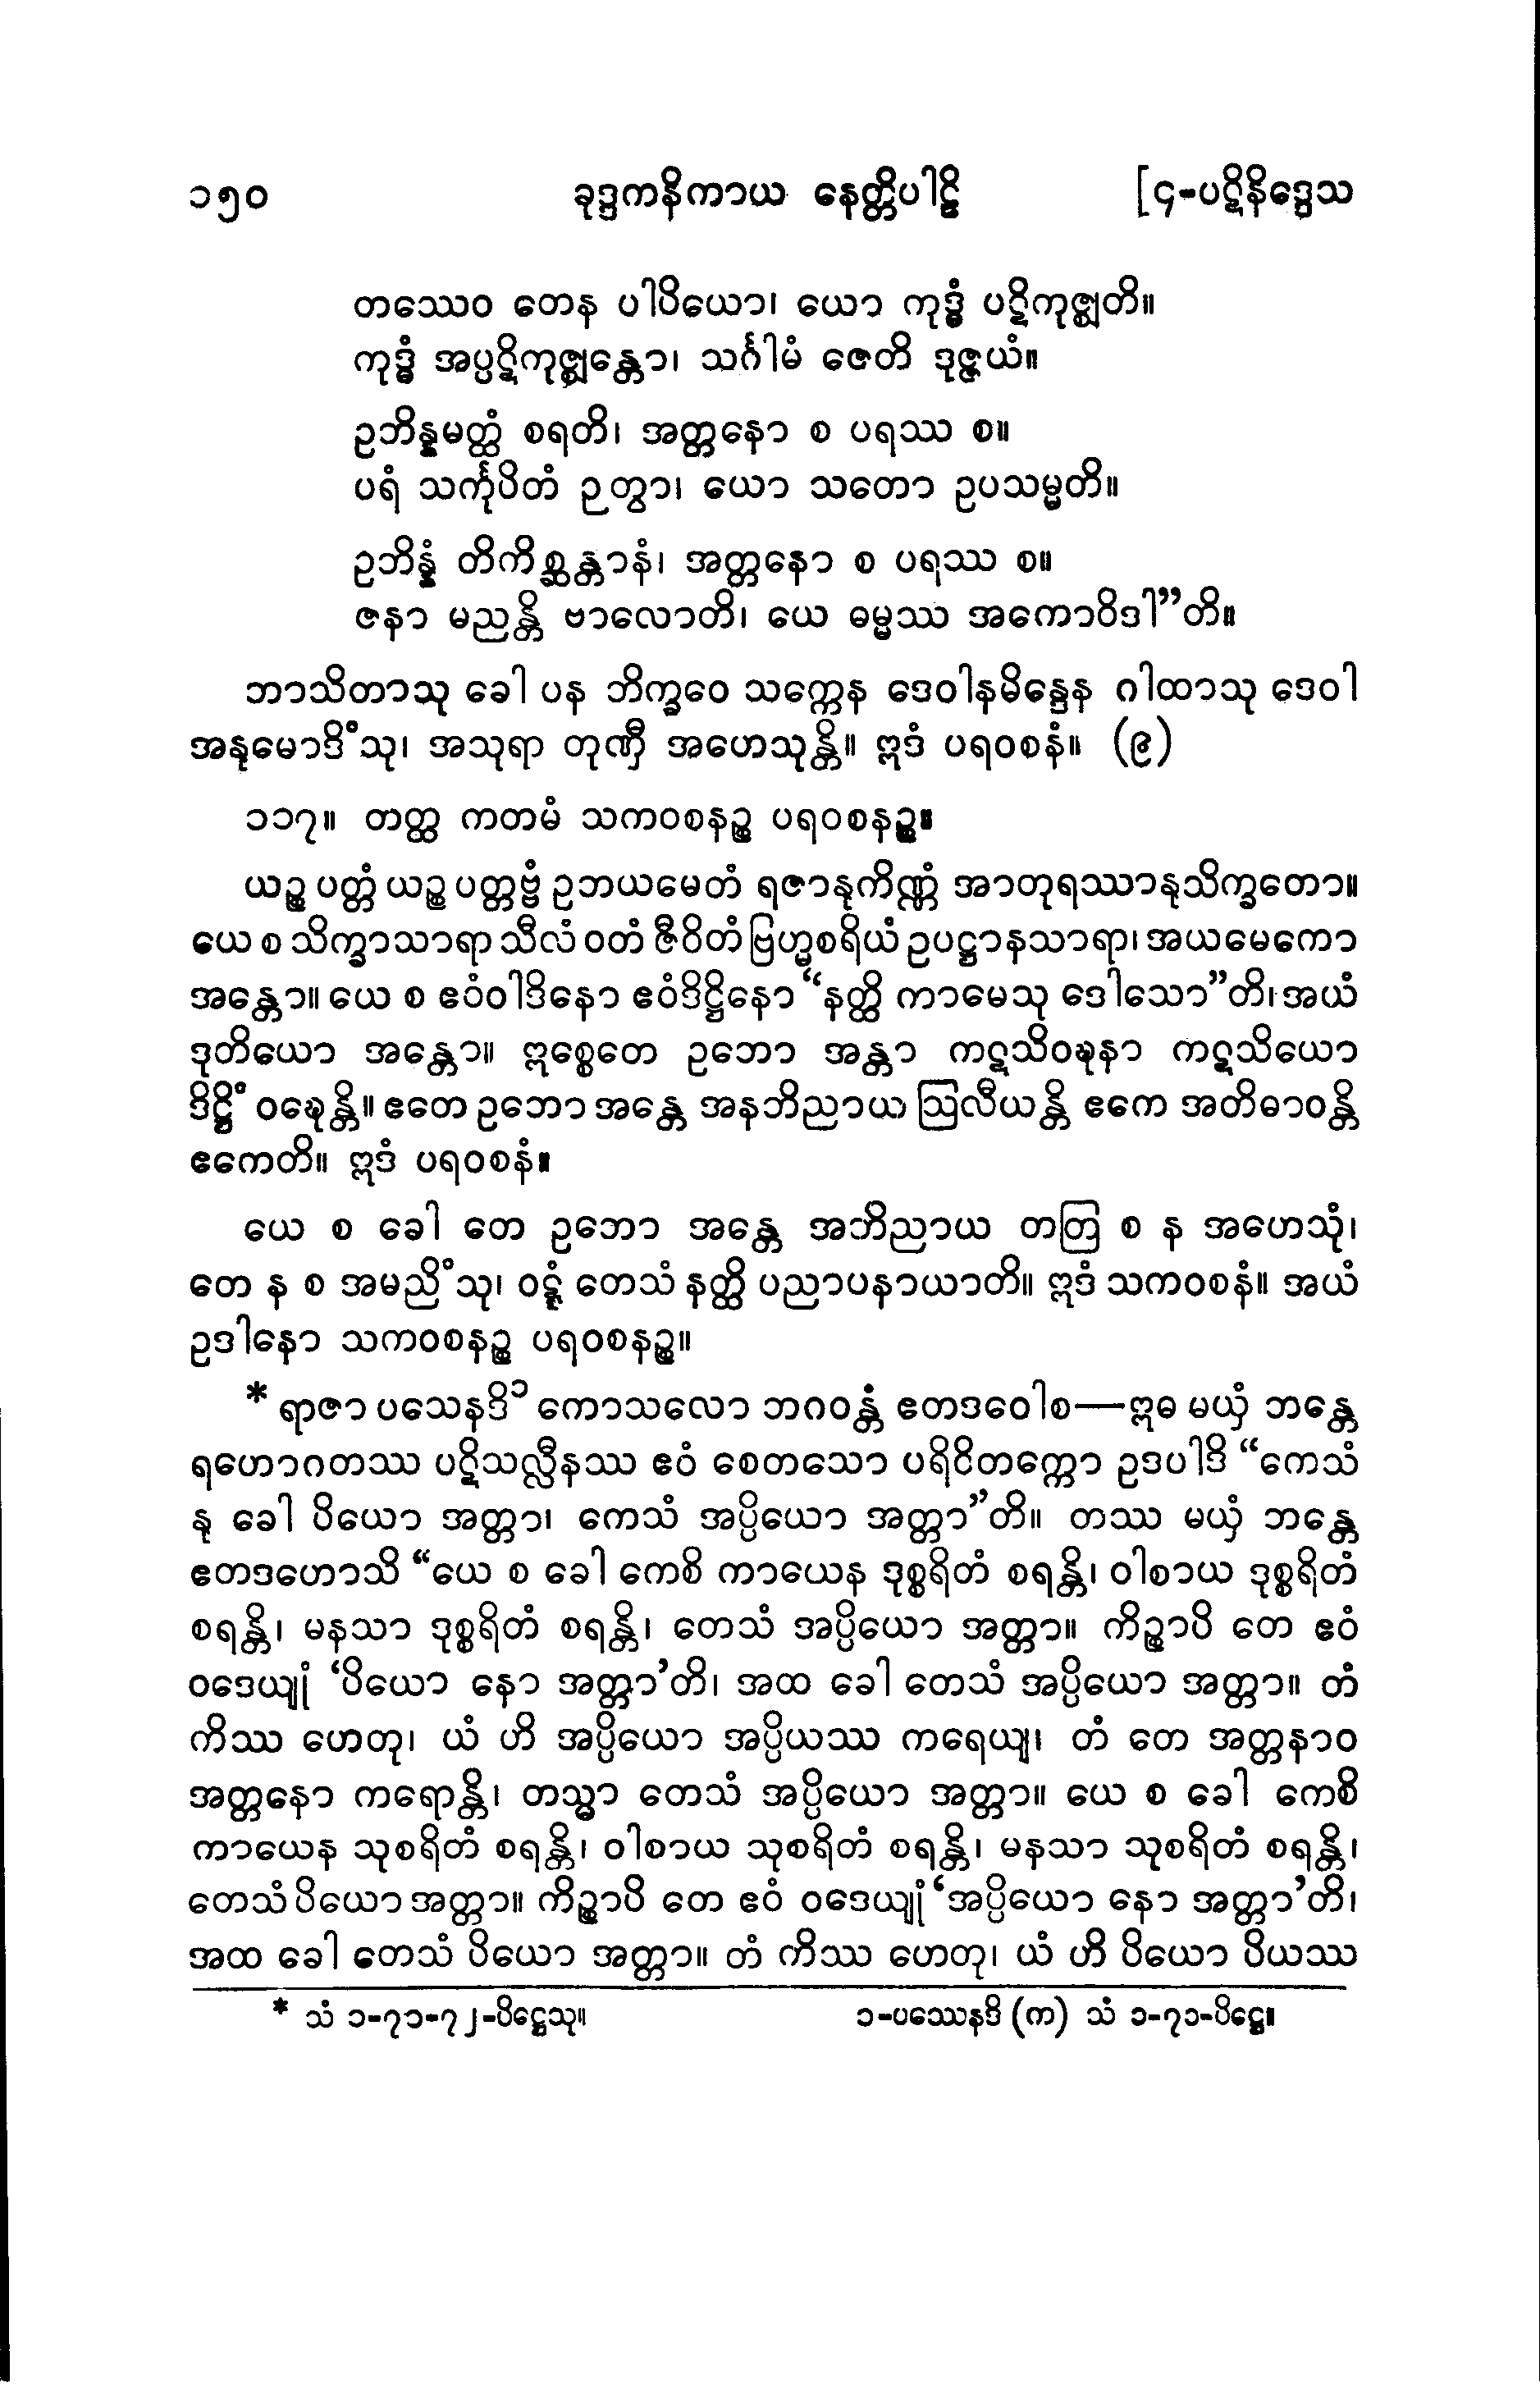 ၁၅၀ ခုဒ္ဒကနိကာယ နေတ္တိပါဠိ [၄-ပဋိနိဒ္ဒေသ
တဿေဝ တေန ပါပိယော၊ ယော ကုဒ္ဓံ ပဋိကုဇ္ဈတိ။
ကုဒ္ဓံ အပ္ပဋိကုဇ္ဈန္တော၊ သင်္ဂါမံ ဇေတိ ဒုဇ္ဇယံ။
ဥဘိန္နမတ္ထံ စရတိ၊ အတ္တနော စ ပရဿ စ။
ပရံ သင်္ကုပိတံ ဉတွာ၊ ယော သတော ဥပသမ္မတိ။
ဥဘိန္နံ တိကိစ္ဆန္တာနံ၊ အတ္တနော စ ပရဿ စ။
ဇနာ မညန္တိ ဗာလောတိ၊ ယေ ဓမ္မဿ အကောဝိဒါ”တိ။
ဘာသိတာသု ခေါ ပန ဘိက္ခဝေ သက္ကေန ဒေဝါနမိန္ဒေန ဂါထာသု ဒေဝါ
အနုမောဒိံသု၊ အသုရာ တုဏှီ အဟေသုန္တိ။ ဣဒံ ပရဝစနံ။ (၉)
၁၁၇။ တတ္ထ ကတမံ သကဝစနဉ္စ ပရဝစနဉ္စ။
ယဉ္စ ပတ္တံ ယဉ္စ ပတ္တဗ္ဗံ ဥဘယမေတံ ရဇာနုကိဏ္ဏံ အာတုရဿာနုသိက္ခတော။
ယေ စ သိက္ခာသာရာ သီလံ ဝတံ ဇီဝိတံ ဗြဟ္မစရိယံ ဥပဋ္ဌာနသာရာ၊ အယမေကော
အန္တော။ ယေ စ ဧဝံဝါဒိနော ဧဝံဒိဋ္ဌိနော “နတ္ထိ ကာမေသု ဒေါသော”တိ၊ အယံ
ဒုတိယော အန္တော။ ဣစ္စေတေ ဥဘော အန္တာ ကဋသိဝဍ္ဎနာ ကဋသိယော
ဒိဋ္ဌိံ ဝဍ္ဎေန္တိ။ ဧတေ ဥဘော အန္တေ အနဘိညာယ ဩလီယန္တိ ဧကေ အတိဓာဝန္တိ
ဧကေတိ။ ဣဒံ ပရဝစနံ။
ယေ စ ခေါ တေ ဥဘော အန္တေ အဘိညာယ တတြ စ န အဟေသုံ၊
တေ န စ အမညိံသု၊ ဝဋ္ဋံ တေသံ နတ္ထိ ပညာပနာယာတိ။ ဣဒံ သကဝစနံ။ အယံ
ဥဒါနော သကဝစနဉ္စ ပရဝစနဉ္စ။
* ရာဇာ ပသေနဒိ၁ ကောသလော ဘဂဝန္တံ ဧတဒဝေါစ—ဣဓ မယှံ ဘန္တေ
ရဟောဂတဿ ပဋိသလ္လီနဿ ဧဝံ စေတသော ပရိဝိတက္ကော ဥဒပါဒိ “ကေသံ
နု ခေါ ပိယော အတ္တာ၊ ကေသံ အပ္ပိယော အတ္တာ”တိ။ တဿ မယှံ ဘန္တေ
ဧတဒဟောသိ “ယေ စ ခေါ ကေစိ ကာယေန ဒုစ္စရိတံ စရန္တိ၊ ဝါစာယ ဒုစ္စရိတံ
စရန္တိ၊ မနသာ ဒုစ္စရိတံ စရန္တိ၊ တေသံ အပ္ပိယော အတ္တာ။ ကိဉ္စာပိ တေ ဧဝံ
ဝဒေယျုံ ‘ပိယော နော အတ္တာ’တိ၊ အထ ခေါ တေသံ အပ္ပိယော အတ္တာ။ တံ
ကိဿ ဟေတု၊ ယံ ဟိ အပ္ပိယော အပ္ပိယဿ ကရေယျ၊ တံ တေ အတ္တနာဝ
အတ္တနော ကရောန္တိ၊ တသ္မာ တေသံ အပ္ပိယော အတ္တာ။ ယေ စ ခေါ ကေစိ
ကာယေန သုစရိတံ စရန္တိ၊ ဝါစာယ သုစရိတံ စရန္တိ၊ မနသာ သုစရိတံ စရန္တိ၊
တေသံ ပိယော အတ္တာ။ ကိဉ္စာပိ တေ ဧဝံ ဝဒေယျုံ ‘အပ္ပိယော နော အတ္တာ’တိ၊
အထ ခေါ တေသံ ပိယော အတ္တာ။ တံ ကိဿ ဟေတု၊ ယံ ဟိ ပိယော ပိယဿ
* သံ ၁-၇၁-၇၂-ပိဋ္ဌေသု။ ၁-ပဿေနဒိ (က) သံ ၁-၇၁-ပိဋ္ဌေ။